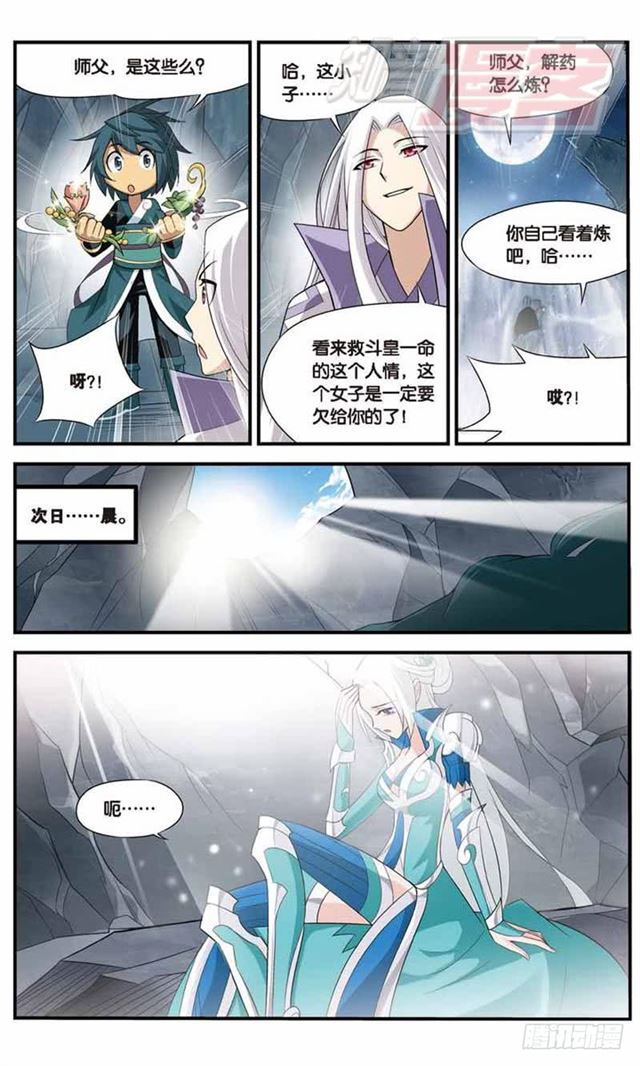 师父，是这些么？
呀?!
哈，这小
子……
看来救斗皇一命
的这个人情，这
个女子是一定要
欠给你的了！
师父，解药
怎么炼？
你自己看着炼
吧，哈……
哎?!
次日……晨。
呃……
腾讯动漫